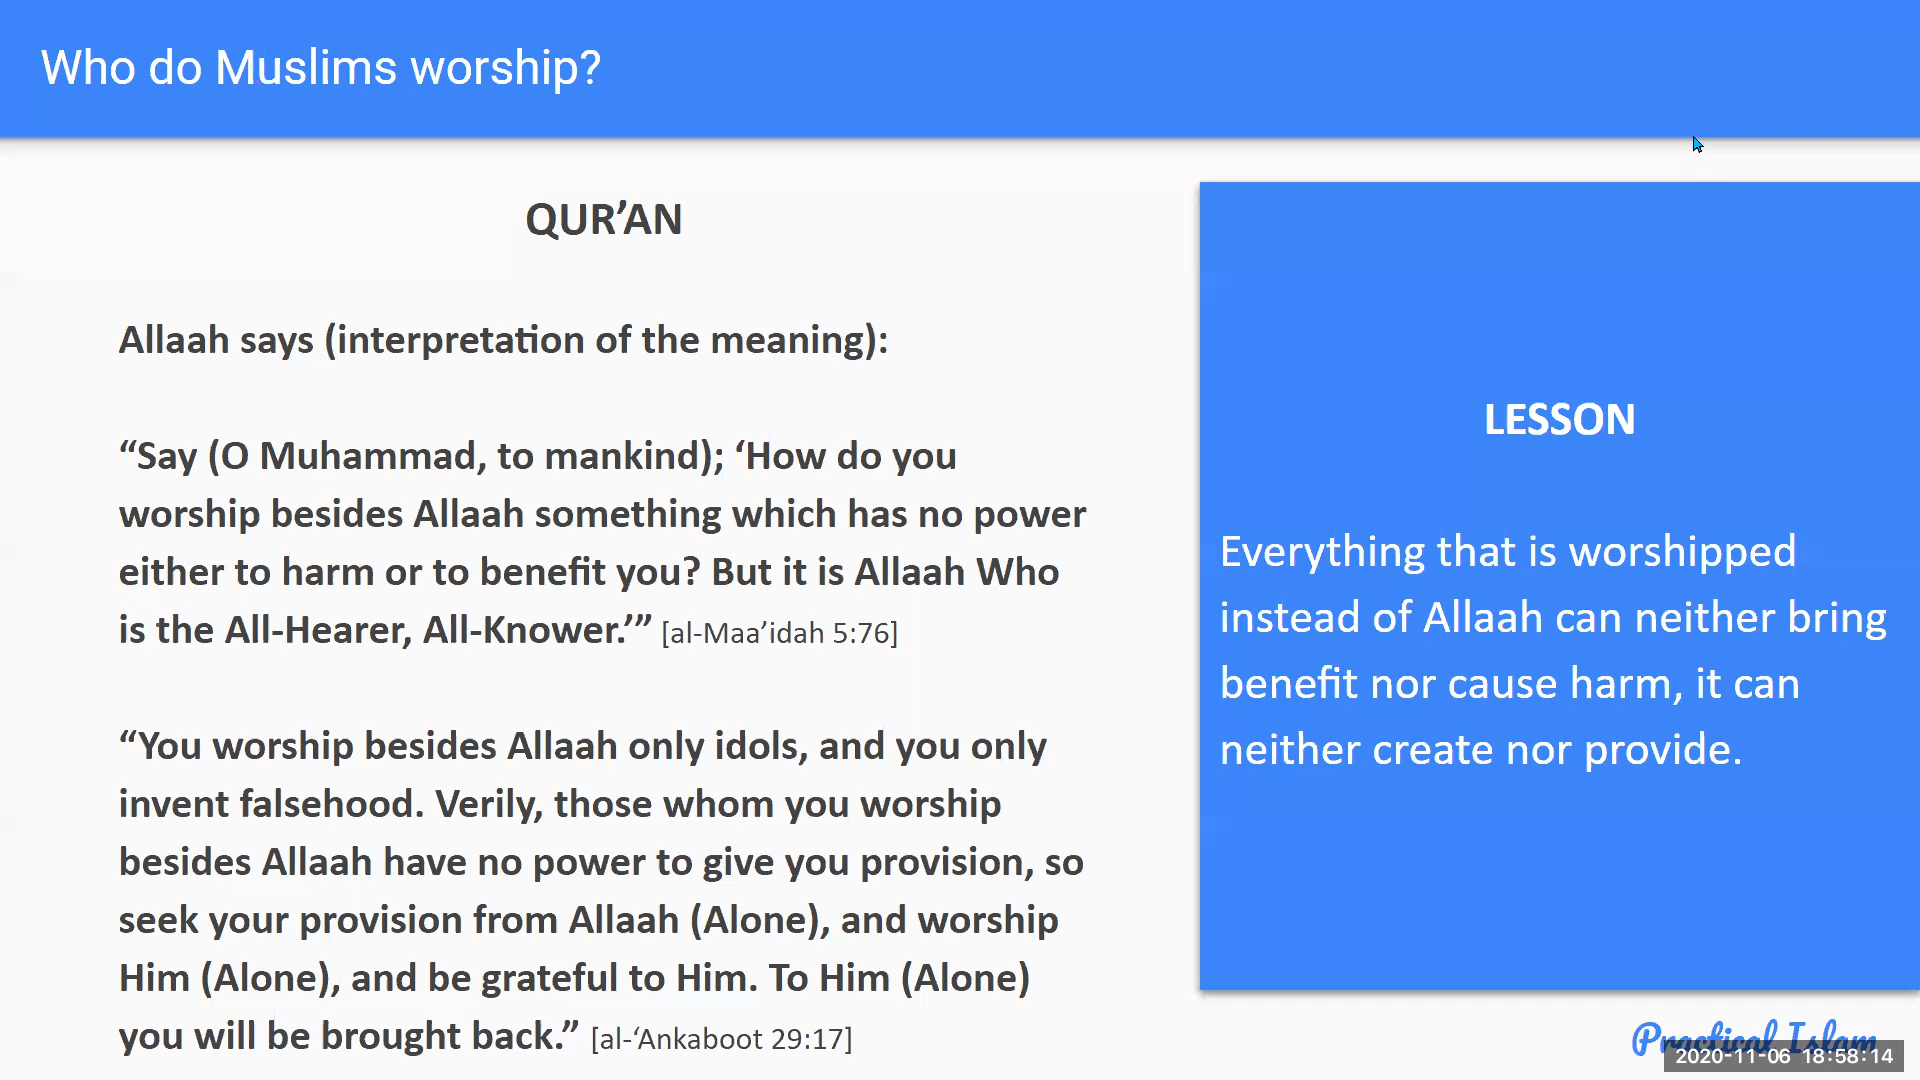 Who do Muslims worship?
QUR’AN
Allaah says (interpretation of the meaning):
“Say (O Muhammad, to mankind); ‘How do you
worship besides Allaah something which has no power
either to harm or to benefit you? But it is Allaah Who
is the All-Hearer, All-Knower.’” [al-Maa’idah 5:76]
“You worship besides Allaah only idols, and you only
invent falsehood. Verily, those whom you worship
besides Allaah have no power to give you provision, so
seek your provision from Allaah (Alone), and worship
Him (Alone), and be grateful to Him. To Him (Alone)
you will be brought back.” [al-‘Ankaboot 29:17]
LESSON
Everything that is worshipped
instead of Allaah can neither bring
benefit nor cause harm, it can
neither create nor provide.
Practical Islam
2020-11-06 18:58:14